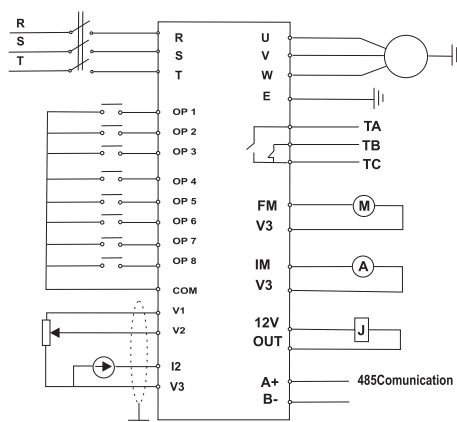 R
S
T
R
S
T
OP 1
OP 2
OP 3
OP 4
OP 5
OP 6
OP 7
OP 8
COM
V1
V2
I2
V3
U
V
W
E
TA
TB
TC
FM
M
V3
IM
A
V3
12V
J
OUT
A+
485Comunication
B-